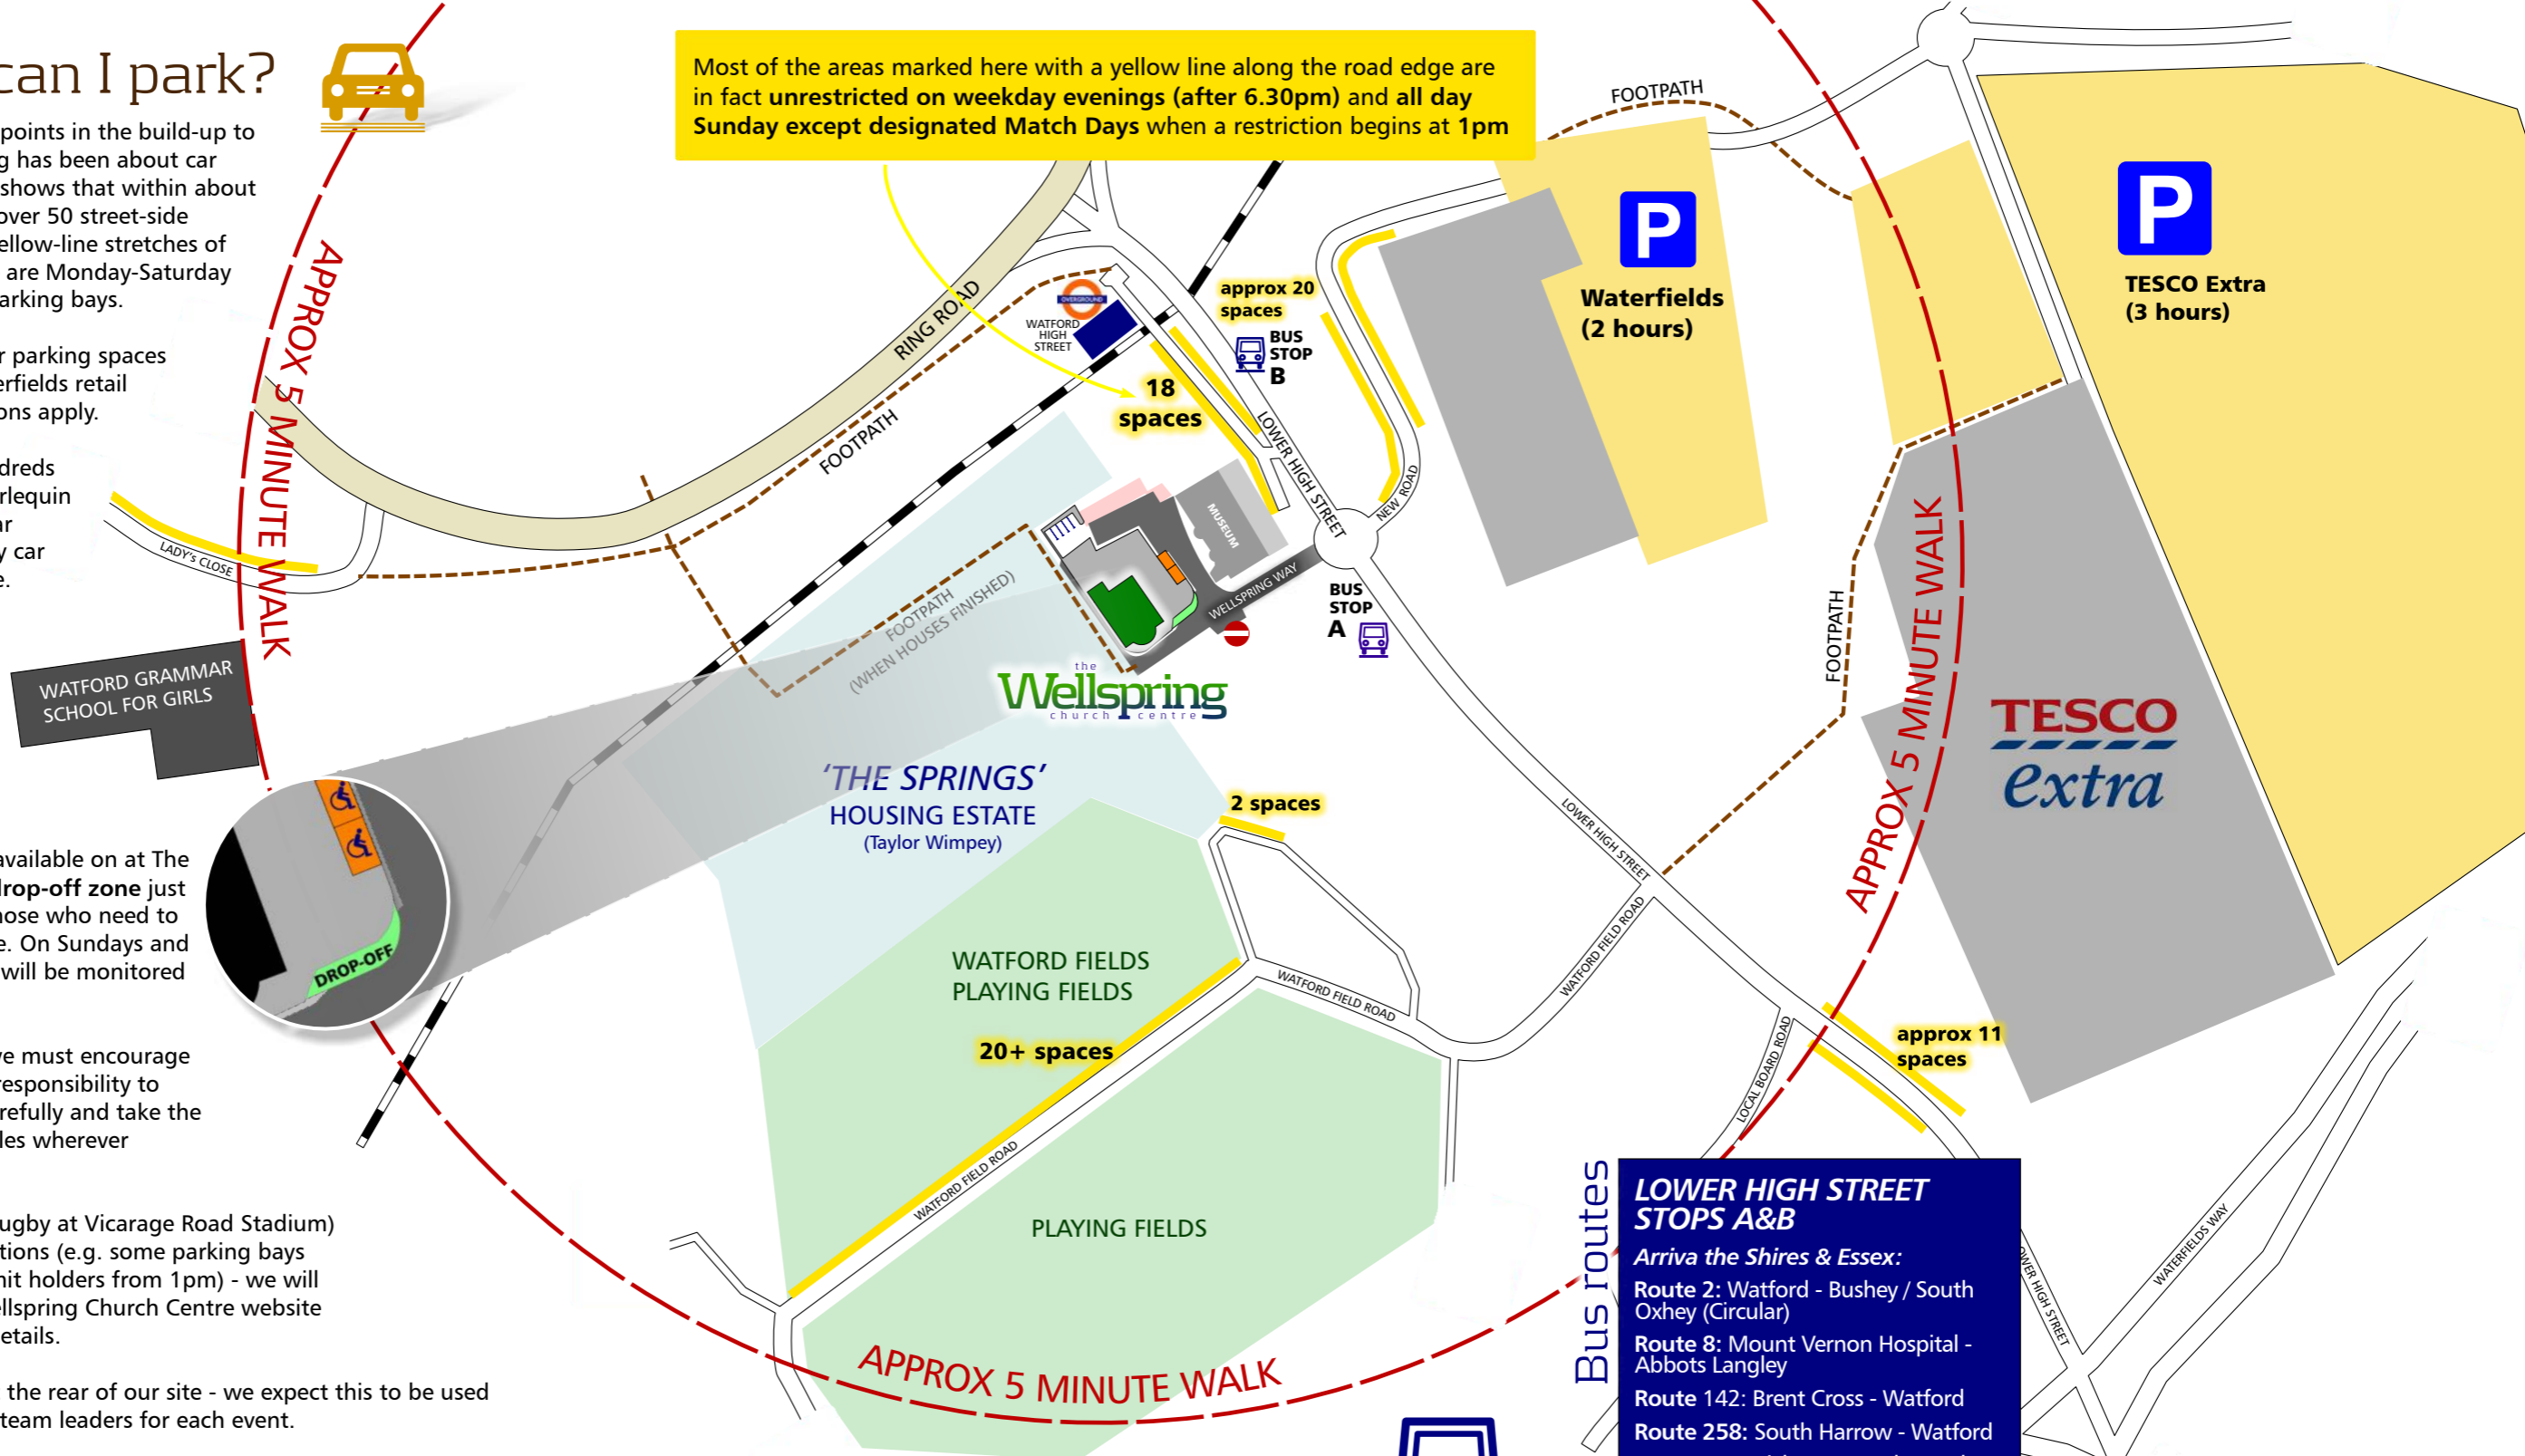 can I park?
points in the build-up to
g has been about car
shows that within about
over 50 street-side
ellow-line stretches of
are Monday-Saturday
arking bays.
r parking spaces
erfields retail
ons apply.
dreds
rlequin
ar
y car
e.
available on at The
drop-off zone just
hose who need to
e. On Sundays and
will be monitored
ve must encourage
responsibility to
refully and take the
les wherever
ugby at Vicarage Road Stadium)
tions (e.g. some parking bays
mit holders from 1pm) - we will
ellspring Church Centre website
etails.
the rear of our site - we expect this to be used
team leaders for each event.
Most of the areas marked here with a yellow line along the road edge are
in fact unrestricted on weekday evenings (after 6.30pm) and all day
Sunday except designated Match Days when a restriction begins at 1pm
FOOTPATH
P
Waterfields
(2 hours)
P
TESCO Extra
(3 hours)
APPROX 5 MINUTE WALK
RING ROAD
OVERGROUND
WATFORD
HIGH
STREET
approx 20
spaces
BUS
STOP
B
18
spaces
FOOTPATH
LOWER HIGH STREET
NEW ROAD
MUSEUM
LADY's CLOSE
WELLSPRING WAY
BUS
STOP
A
FOOTPATH
(WHEN HOUSES FINISHED)
FOOTPATH
APPROX 5 MINUTE WALK
WATFORD GRAMMAR
SCHOOL FOR GIRLS
the
Wellspring
church centre
TESCO
extra
'THE SPRINGS'
HOUSING ESTATE
(Taylor Wimpey)
2 spaces
LOWER HIGH STREET
DROP-OFF
WATFORD FIELDS
PLAYING FIELDS
WATFORD FIELD ROAD
WATFORD FIELD ROAD
20+ spaces
approx 11
spaces
LOCAL BOARD ROAD
WATFORD FIELD ROAD
PLAYING FIELDS
APPROX 5 MINUTE WALK
Bus routes
LOWER HIGH STREET
STOPS A&B
Arriva the Shires & Essex:
Route 2: Watford - Bushey / South
Oxhey (Circular)
Route 8: Mount Vernon Hospital -
Abbots Langley
Route 142: Brent Cross - Watford
Route 258: South Harrow - Watford
LOWER HIGH STREET
WATERFIELDS WAY